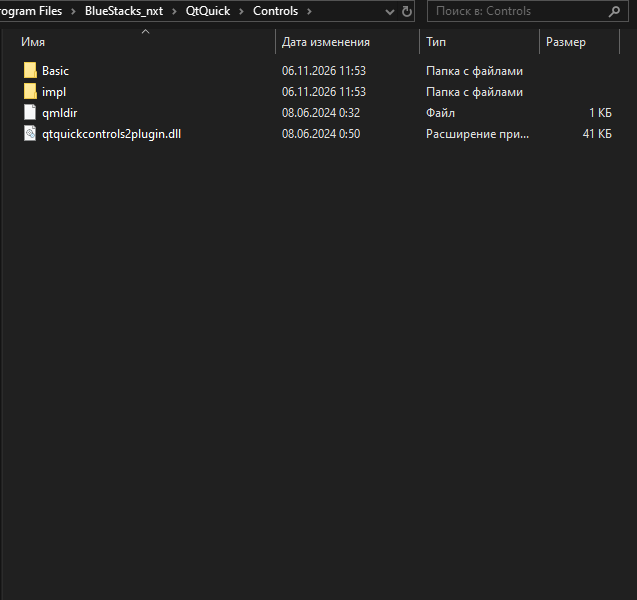 rogram Files › BlueStacks_nxt › QtQuick › Controls › Поиск в: Controls
Имя Дата изменения Тип Размер
Basic 06.11.2026 11:53 Папка с файлами
impl 06.11.2026 11:53 Папка с файлами
qmldir 08.06.2024 0:32 Файл 1 КБ
qtquickcontrols2plugin.dll 08.06.2024 0:50 Расширение при... 41 КБ